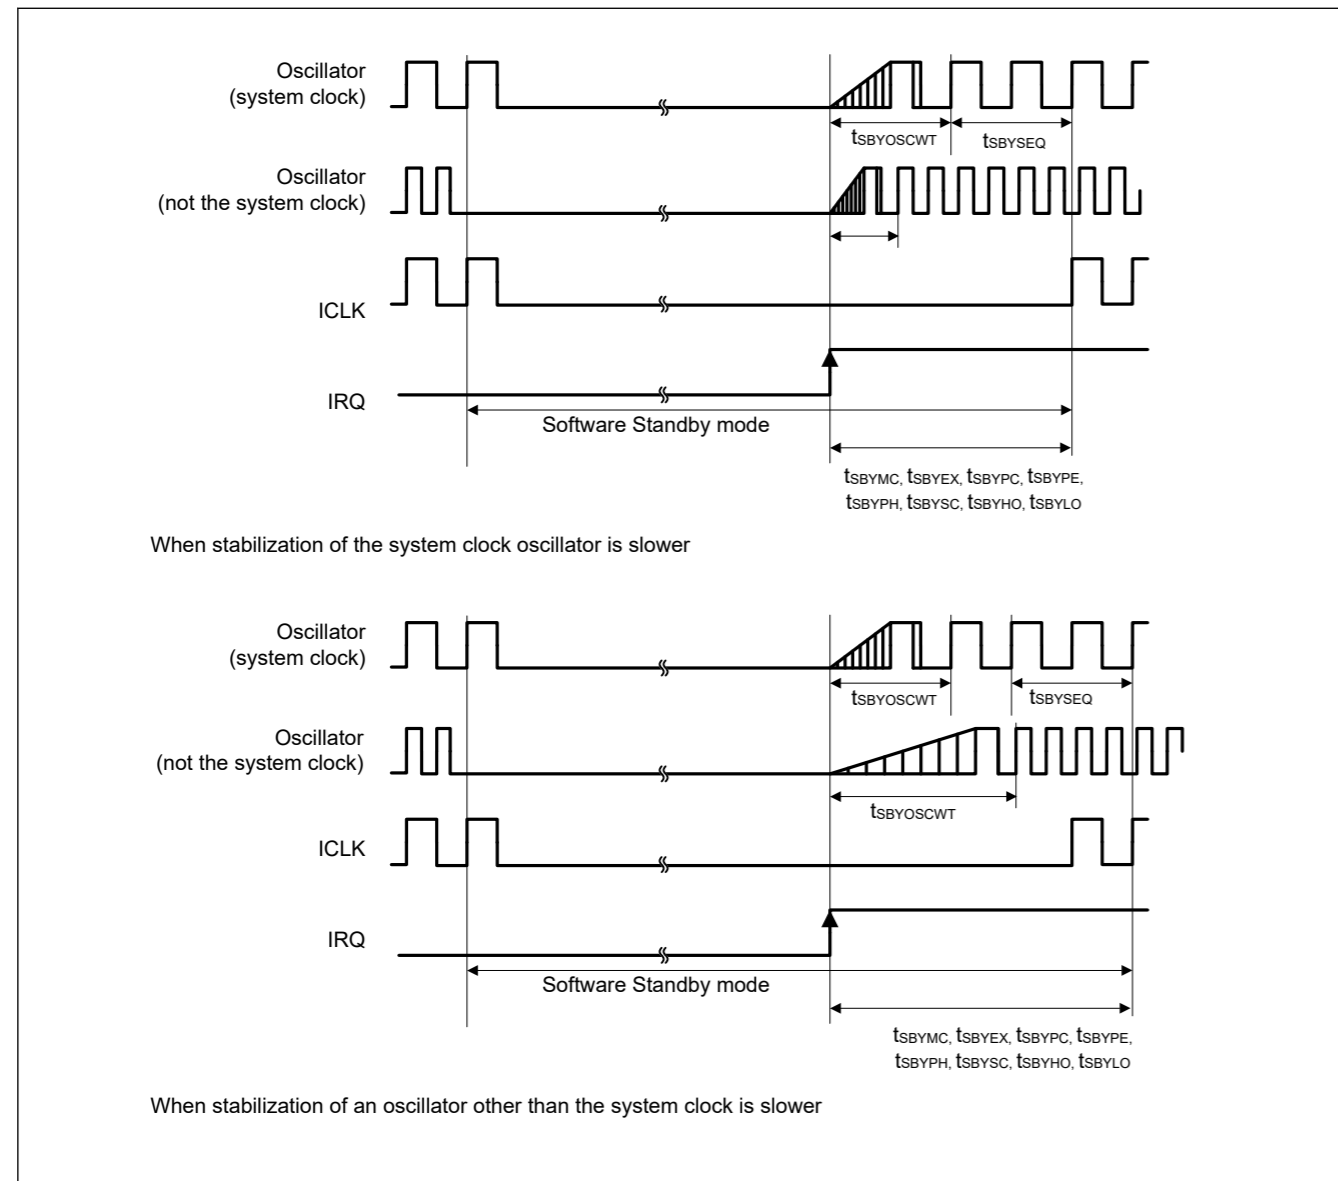 Oscillator
(system clock)
tSBYOSCWT
tSBYSEQ
Oscillator
(not the system clock)
ICLK
IRQ
Software Standby mode
tSBYMC, tSBYEX, tSBYPC, tSBYPE,
tSBYPH, tSBYSC, tSBYHO, tSBYLO
When stabilization of the system clock oscillator is slower
Oscillator
(system clock)
tSBYOSCWT
tSBYSEQ
Oscillator
(not the system clock)
tSBYOSCWT
ICLK
IRQ
Software Standby mode
tSBYMC, tSBYEX, tSBYPC, tSBYPE,
tSBYPH, tSBYSC, tSBYHO, tSBYLO
When stabilization of an oscillator other than the system clock is slower